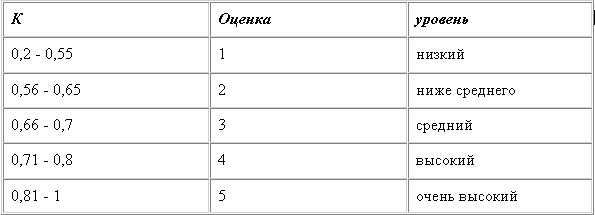 К Оценка уровень
0,2 - 0,55 1 низкий
0,56 - 0,65 2 ниже среднего
0,66 - 0,7 3 средний
0,71 - 0,8 4 высокий
0,81 - 1 5 очень высокий